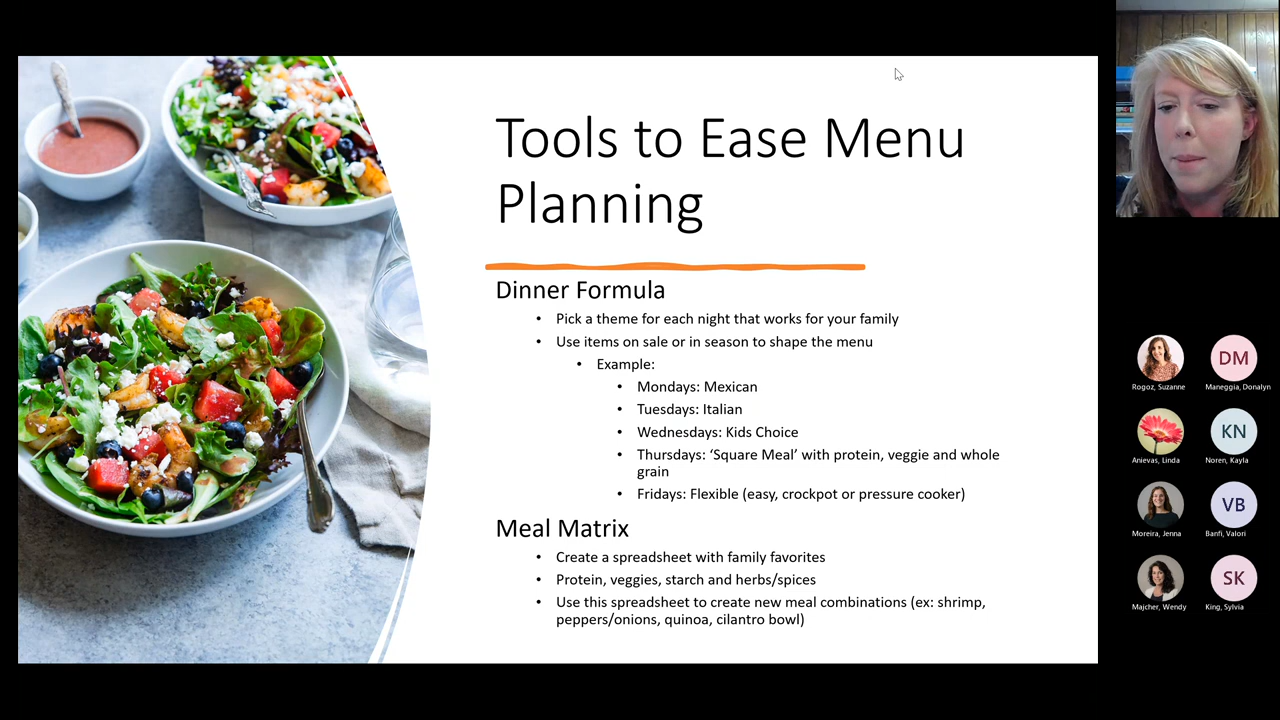 Tools to Ease Menu
Planning
Dinner Formula
• Pick a theme for each night that works for your family
• Use items on sale or in season to shape the menu
• Example:
• Mondays: Mexican
• Tuesdays: Italian
• Wednesdays: Kids Choice
• Thursdays: ‘Square Meal’ with protein, veggie and whole
grain
• Fridays: Flexible (easy, crockpot or pressure cooker)
Meal Matrix
• Create a spreadsheet with family favorites
• Protein, veggies, starch and herbs/spices
• Use this spreadsheet to create new meal combinations (ex: shrimp,
peppers/onions, quinoa, cilantro bowl)
DM
Rogoz, Suzanne
Maneggia, Donalyn
KN
Anievas, Linda
Noren, Kayla
VB
Moreira, Jenna
Banfi, Valori
SK
Majcher, Wendy
King, Sylvia